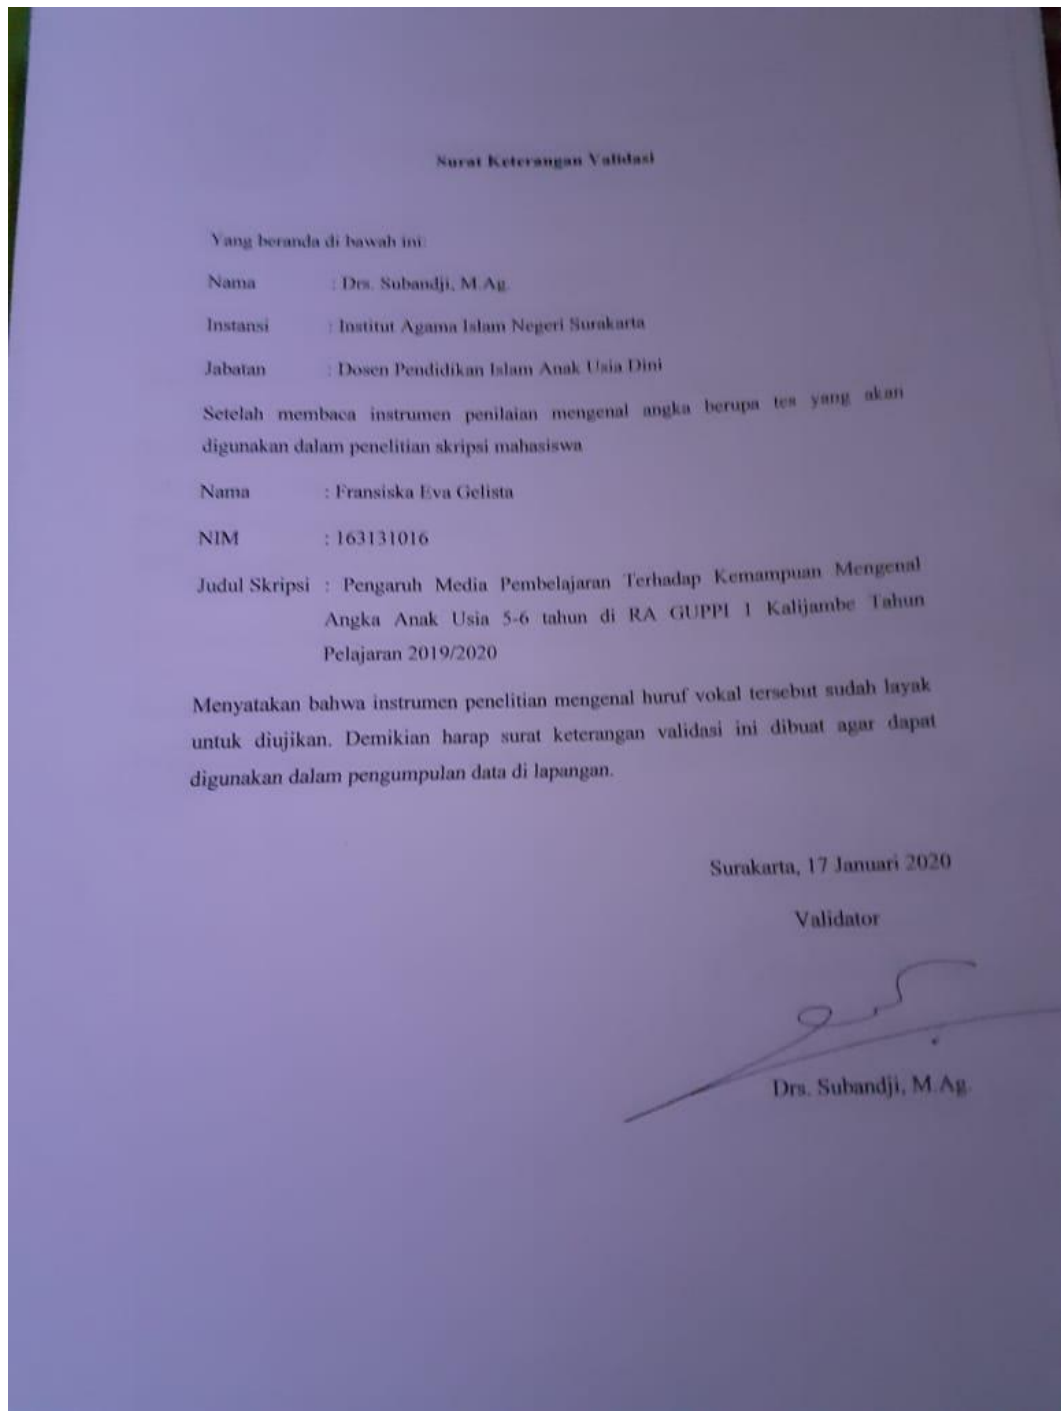 Surat Keterangan Validasi
Yang beranda di bawah ini:
Nama : Drs. Subandji, M.Ag.
Instansi : Institut Agama Islam Negeri Surakarta
Jabatan : Dosen Pendidikan Islam Anak Usia Dini
Setelah membaca instrumen penilaian mengenal angka berupa tes yang akan
digunakan dalam penelitian skripsi mahasiswa
Nama : Fransiska Eva Gelista
NIM : 163131016
Judul Skripsi : Pengaruh Media Pembelajaran Terhadap Kemampuan Mengenal
Angka Anak Usia 5-6 tahun di RA GUPPI 1 Kalijambe Tahun
Pelajaran 2019/2020
Menyatakan bahwa instrumen penelitian mengenal huruf vokal tersebut sudah layak
untuk diujikan. Demikian harap surat keterangan validasi ini dibuat agar dapat
digunakan dalam pengumpulan data di lapangan.
Surakarta, 17 Januari 2020
Validator
Drs. Subandji, M.Ag.